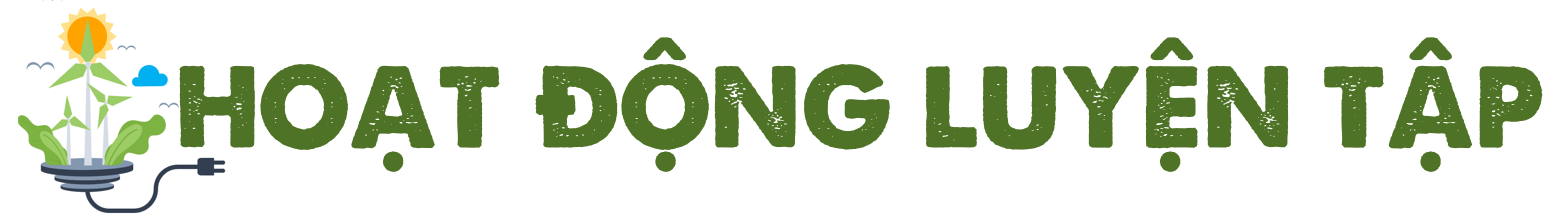 HOẠT ĐỘNG LUYỆN TẬP